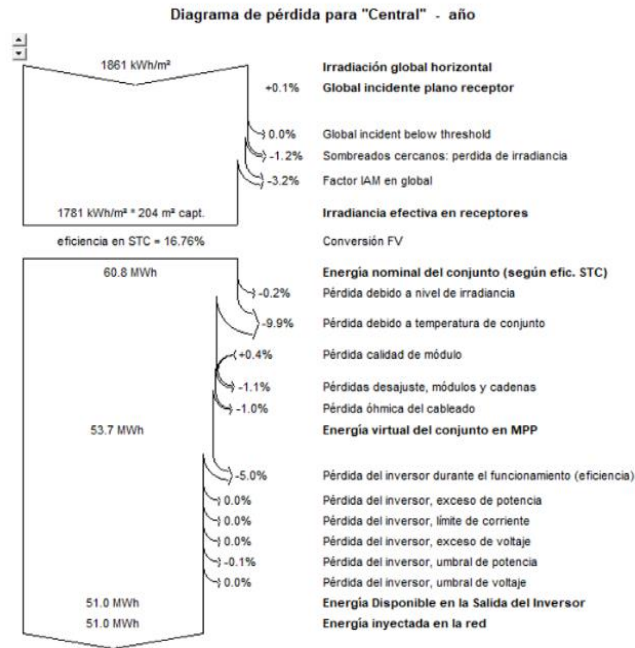 Diagrama de pérdida para "Central" - año
1861 kWh/m² Irradiación global horizontal
+0.1% Global incidente plano receptor
0.0% Global incident below threshold
-1.2% Sombreados cercanos: perdida de irradiancia
-3.2% Factor IAM en global
1781 kWh/m² * 204 m² capt. Irradiancia efectiva en receptores
eficiencia en STC = 16.76% Conversión FV
60.8 MWh Energía nominal del conjunto (según efic. STC)
-0.2% Pérdida debido a nivel de irradiancia
-9.9% Pérdida debido a temperatura de conjunto
+0.4% Pérdida calidad de módulo
-1.1% Pérdidas desajuste, módulos y cadenas
-1.0% Pérdida óhmica del cableado
53.7 MWh Energía virtual del conjunto en MPP
-5.0% Pérdida del inversor durante el funcionamiento (eficiencia)
0.0% Pérdida del inversor, exceso de potencia
0.0% Pérdida del inversor, límite de corriente
0.0% Pérdida del inversor, exceso de voltaje
-0.1% Pérdida del inversor, umbral de potencia
0.0% Pérdida del inversor, umbral de voltaje
51.0 MWh Energía Disponible en la Salida del Inversor
51.0 MWh Energía inyectada en la red